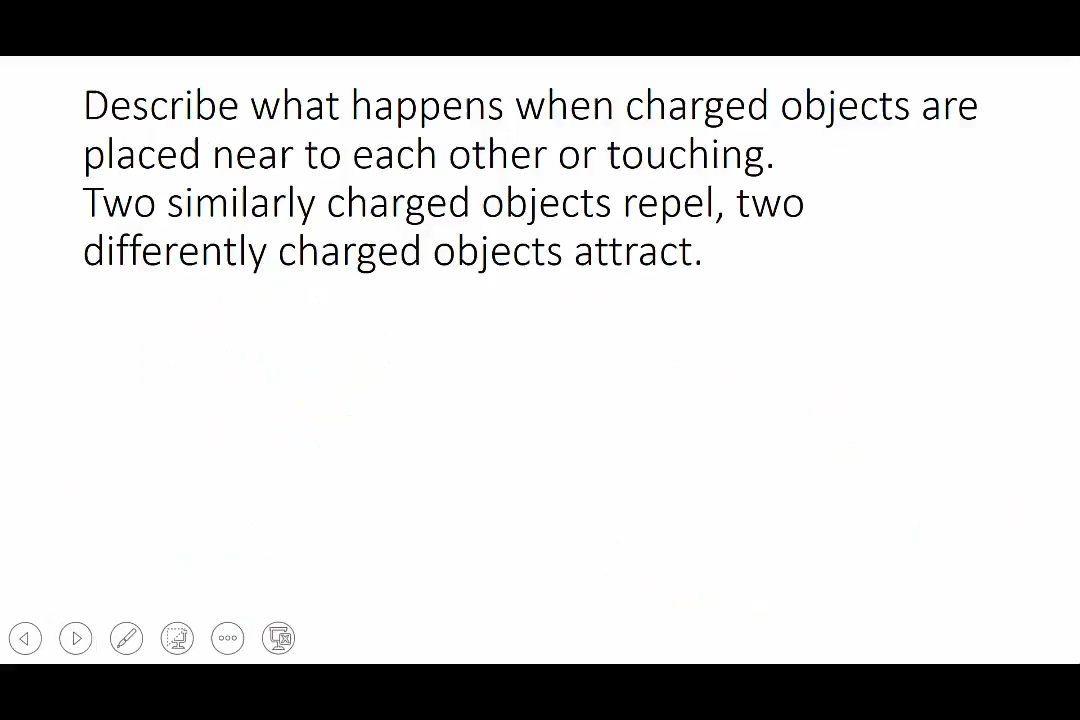 Describe what happens when charged objects are
placed near to each other or touching.
Two similarly charged objects repel, two
differently charged objects attract.